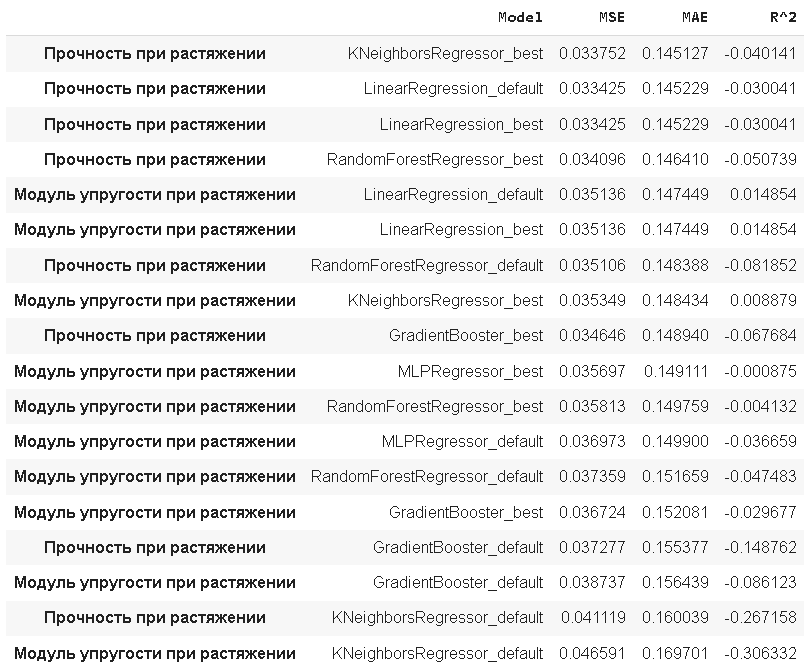 Model MSE MAE R^2
Прочность при растяжении KNeighborsRegressor_best 0.033752 0.145127 -0.040141
Прочность при растяжении LinearRegression_default 0.033425 0.145229 -0.030041
Прочность при растяжении LinearRegression_best 0.033425 0.145229 -0.030041
Прочность при растяжении RandomForestRegressor_best 0.034096 0.146410 -0.050739
Модуль упругости при растяжении LinearRegression_default 0.035136 0.147449 0.014854
Модуль упругости при растяжении LinearRegression_best 0.035136 0.147449 0.014854
Прочность при растяжении RandomForestRegressor_default 0.035106 0.148388 -0.081852
Модуль упругости при растяжении KNeighborsRegressor_best 0.035349 0.148434 0.008879
Прочность при растяжении GradientBooster_best 0.034646 0.148940 -0.067684
Модуль упругости при растяжении MLPRegressor_best 0.035697 0.149111 -0.000875
Модуль упругости при растяжении RandomForestRegressor_best 0.035813 0.149759 -0.004132
Модуль упругости при растяжении MLPRegressor_default 0.036973 0.149900 -0.036659
Модуль упругости при растяжении RandomForestRegressor_default 0.037359 0.151659 -0.047483
Модуль упругости при растяжении GradientBooster_best 0.036724 0.152081 -0.029677
Прочность при растяжении GradientBooster_default 0.037277 0.155377 -0.148762
Модуль упругости при растяжении GradientBooster_default 0.038737 0.156439 -0.086123
Прочность при растяжении KNeighborsRegressor_default 0.041119 0.160039 -0.267158
Модуль упругости при растяжении KNeighborsRegressor_default 0.046591 0.169701 -0.306332